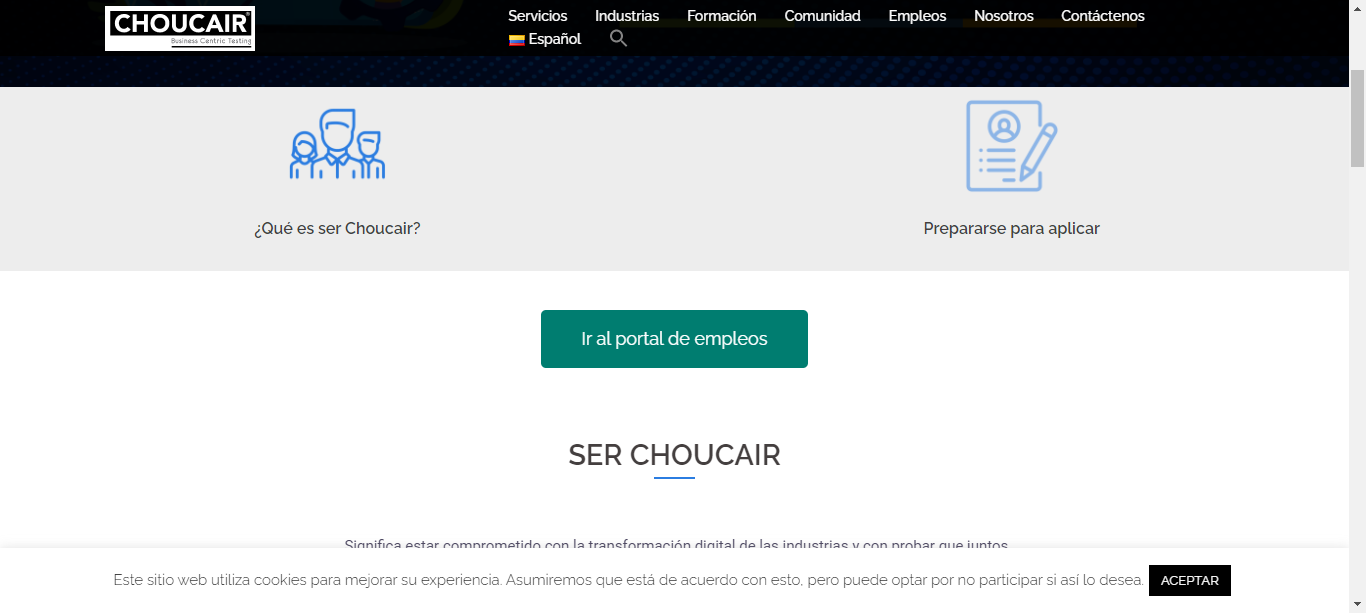 CHOUCAIR®
Business Centric Testing
Servicios Industrias Formación Comunidad Empleos Nosotros Contáctenos
Español
¿Qué es ser Choucair?
Prepararse para aplicar
Ir al portal de empleos
SER CHOUCAIR
Significa estar comprometido con la transformación digital de las industrias y con probar que juntos
Este sitio web utiliza cookies para mejorar su experiencia. Asumiremos que está de acuerdo con esto, pero puede optar por no participar si así lo desea. ACEPTAR